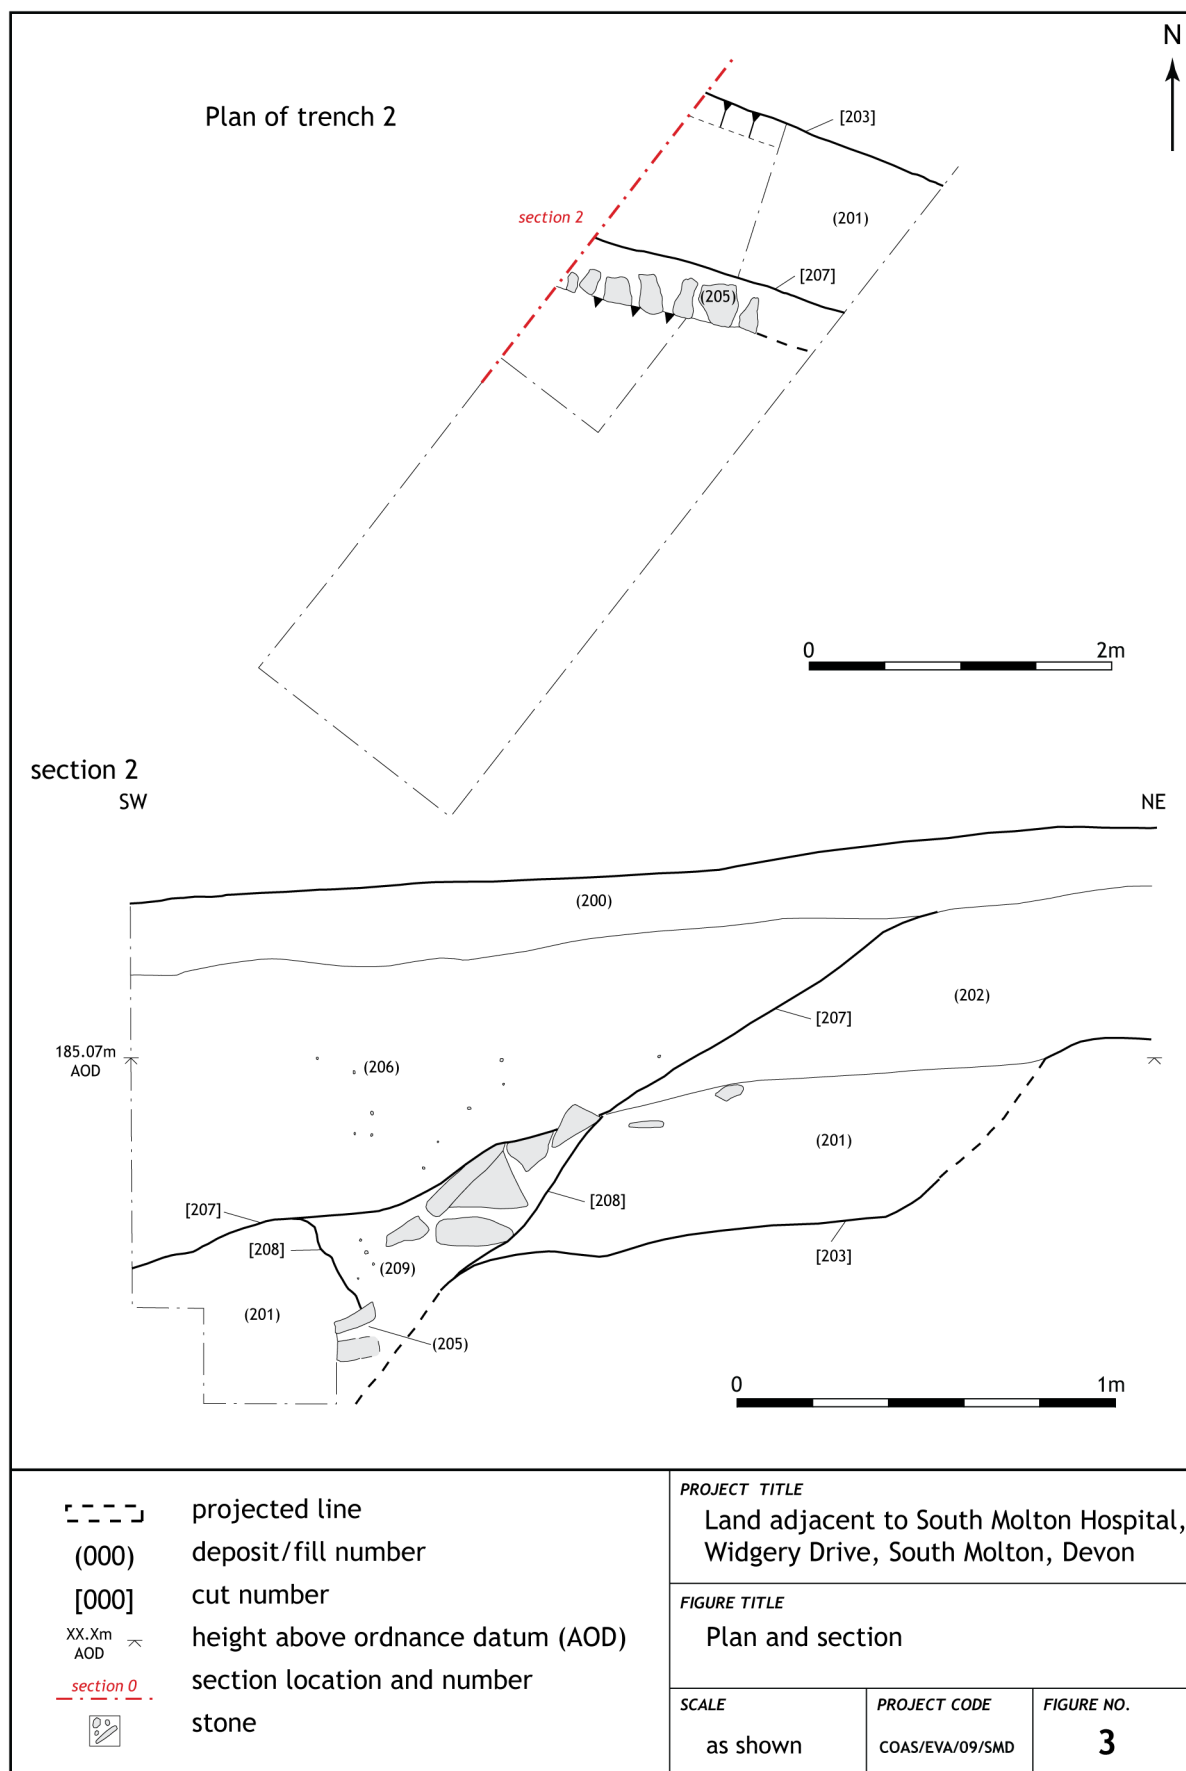 N
Plan of trench 2
[203]
section 2
(201)
[207]
(205)
0 2m
section 2
SW NE
(200)
(202)
[207]
185.07m
AOD
(206)
(201)
[208]
[207]
[208]
[203]
(209)
(201)
(205)
0 1m
projected line
(000) deposit/fill number
[000] cut number
XX.Xm
AOD
height above ordnance datum (AOD)
section 0 section location and number
stone
PROJECT TITLE
Land adjacent to South Molton Hospital,
Widgery Drive, South Molton, Devon
FIGURE TITLE
Plan and section
SCALE
as shown
PROJECT CODE
COAS/EVA/09/SMD
FIGURE NO.
3